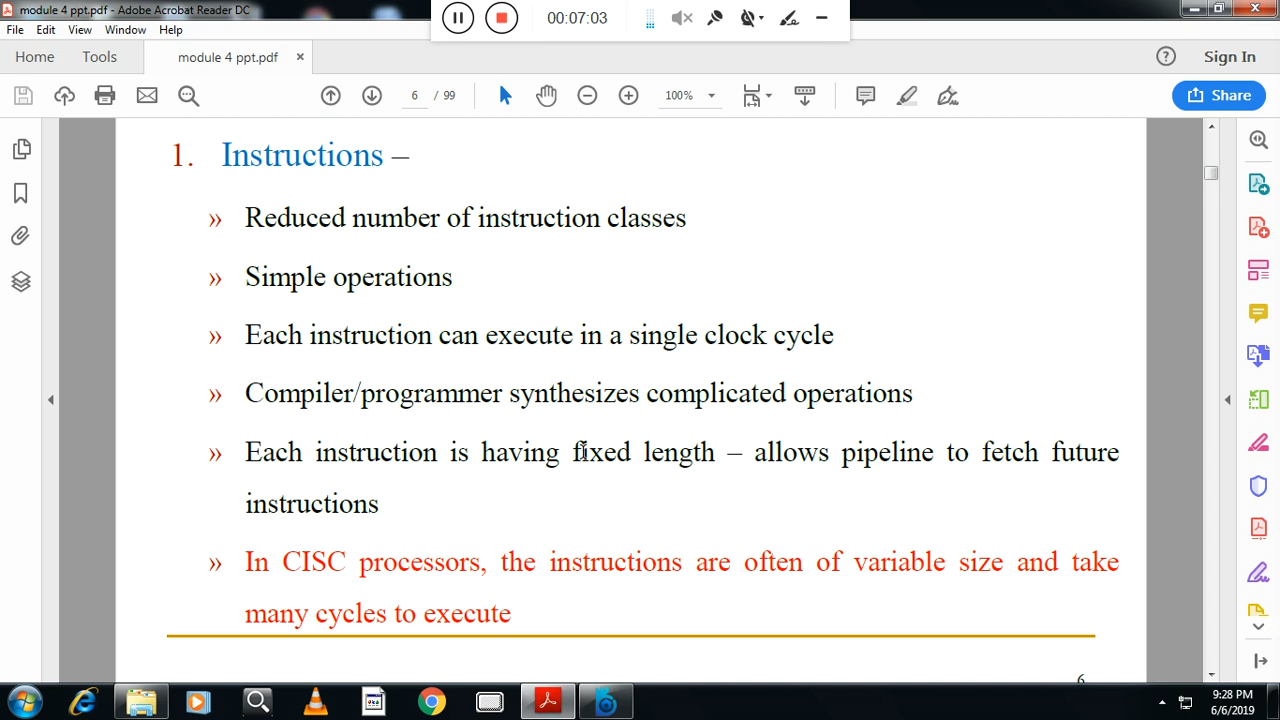 module 4 ppt.pdf - Adobe Acrobat Reader DC
00:07:03
File Edit View Window Help
Home Tools module 4 ppt.pdf × Sign In
6 / 99 100% Share
1. Instructions –
» Reduced number of instruction classes
» Simple operations
» Each instruction can execute in a single clock cycle
» Compiler/programmer synthesizes complicated operations
» Each instruction is having fixed length – allows pipeline to fetch future
instructions
» In CISC processors, the instructions are often of variable size and take
many cycles to execute
6
9:28 PM
6/6/2019